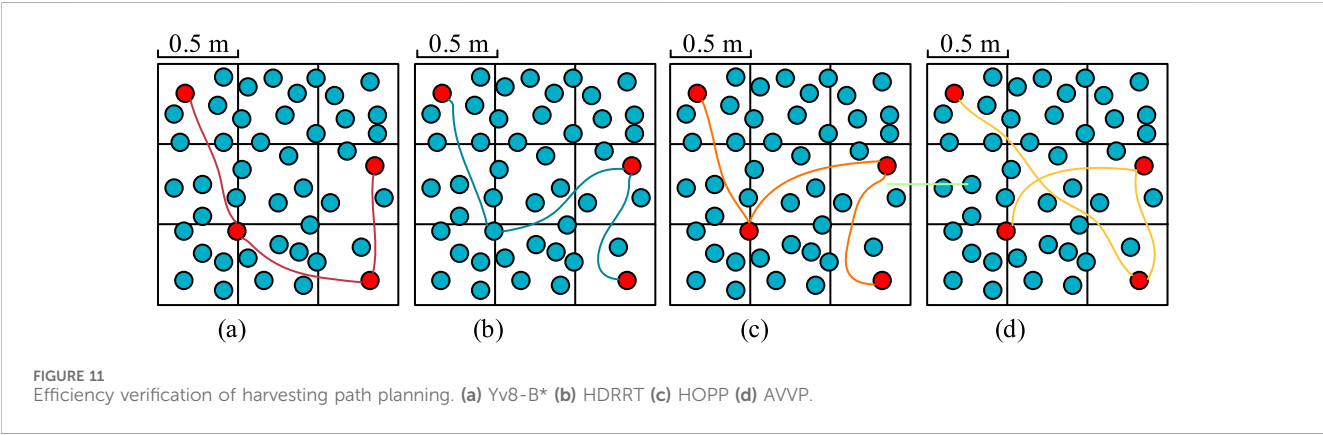 0.5 m 0.5 m 0.5 m 0.5 m
(a) (b) (c) (d)
FIGURE 11
Efficiency verification of harvesting path planning. (a) Yv8-B* (b) HDRRT (c) HOPP (d) AVVP.